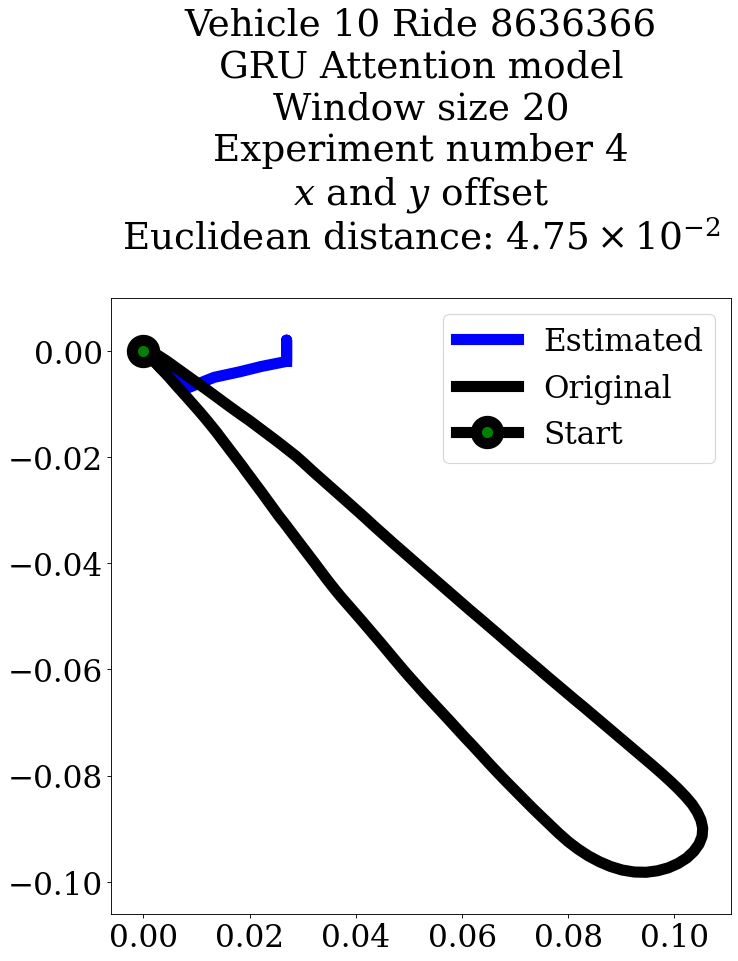 Vehicle 10 Ride 8636366
GRU Attention model
Window size 20
Experiment number 4
x and y offset
Euclidean distance: 4.75 × 10⁻²
Estimated
Original
Start
0.00
−0.02
−0.04
−0.06
−0.08
−0.10
0.00 0.02 0.04 0.06 0.08 0.10